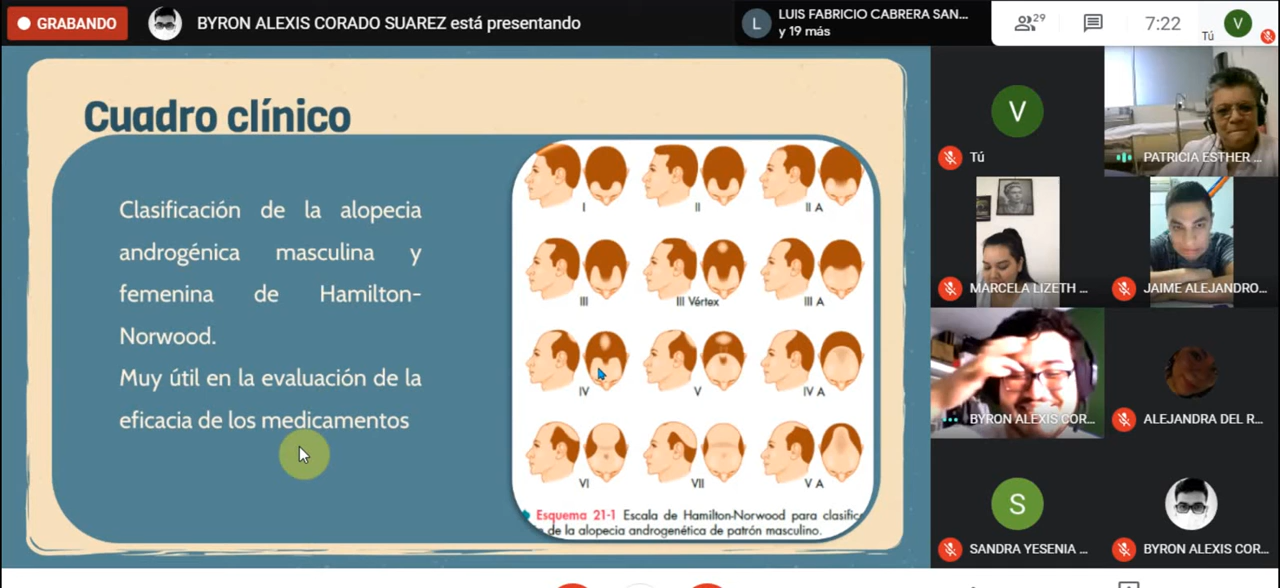 GRABANDO
BYRON ALEXIS CORADO SUAREZ está presentando
L
LUIS FABRICIO CABRERA SAN...
y 19 más
29
7:22
Tú
V
Cuadro clínico
Clasificación de la alopecia
androgénica masculina y
femenina de Hamilton-
Norwood.
Muy útil en la evaluación de la
eficacia de los medicamentos
I
II
II A
III
III Vértex
III A
IV
V
IV A
VI
VII
V A
Esquema 21-1 Escala de Hamilton-Norwood para clasific
de la alopecia androgenética de patrón masculino.
V
Tú
PATRICIA ESTHER ...
MARCELA LIZETH ...
JAIME ALEJANDRO...
BYRON ALEXIS COR...
ALEJANDRA DEL R...
S
SANDRA YESENIA ...
BYRON ALEXIS COR...